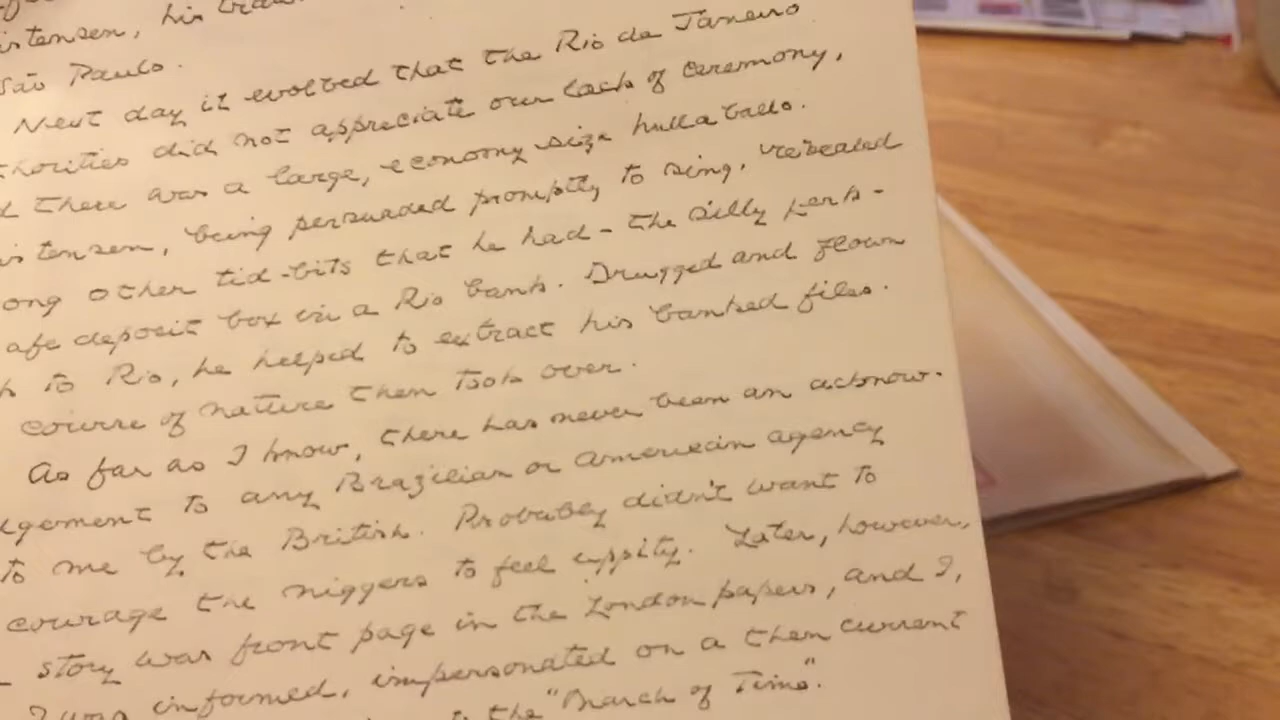 istensen, his
São Paulo.
Next day it evolved that the Rio de Janeiro
thorities did not appreciate our lack of ceremony,
d there was a large, economy size hullaballo.
istensen, being persuaded promptly to sing, revealed
ong other tid-bits that he had - the silly jerk -
afe deposit box in a Rio bank. Drugged and flown
k to Rio, he helped to extract his banked files.
course of nature then took over.
As far as I know, there has never been an acknow-
dgement to any Brazilian or American agency
to me by the British. Probably didn't want to
courage the niggers to feel uppity. Later, however,
story was front page in the London papers, and I,
I was informed, impersonated on a then current
the "March of Time".